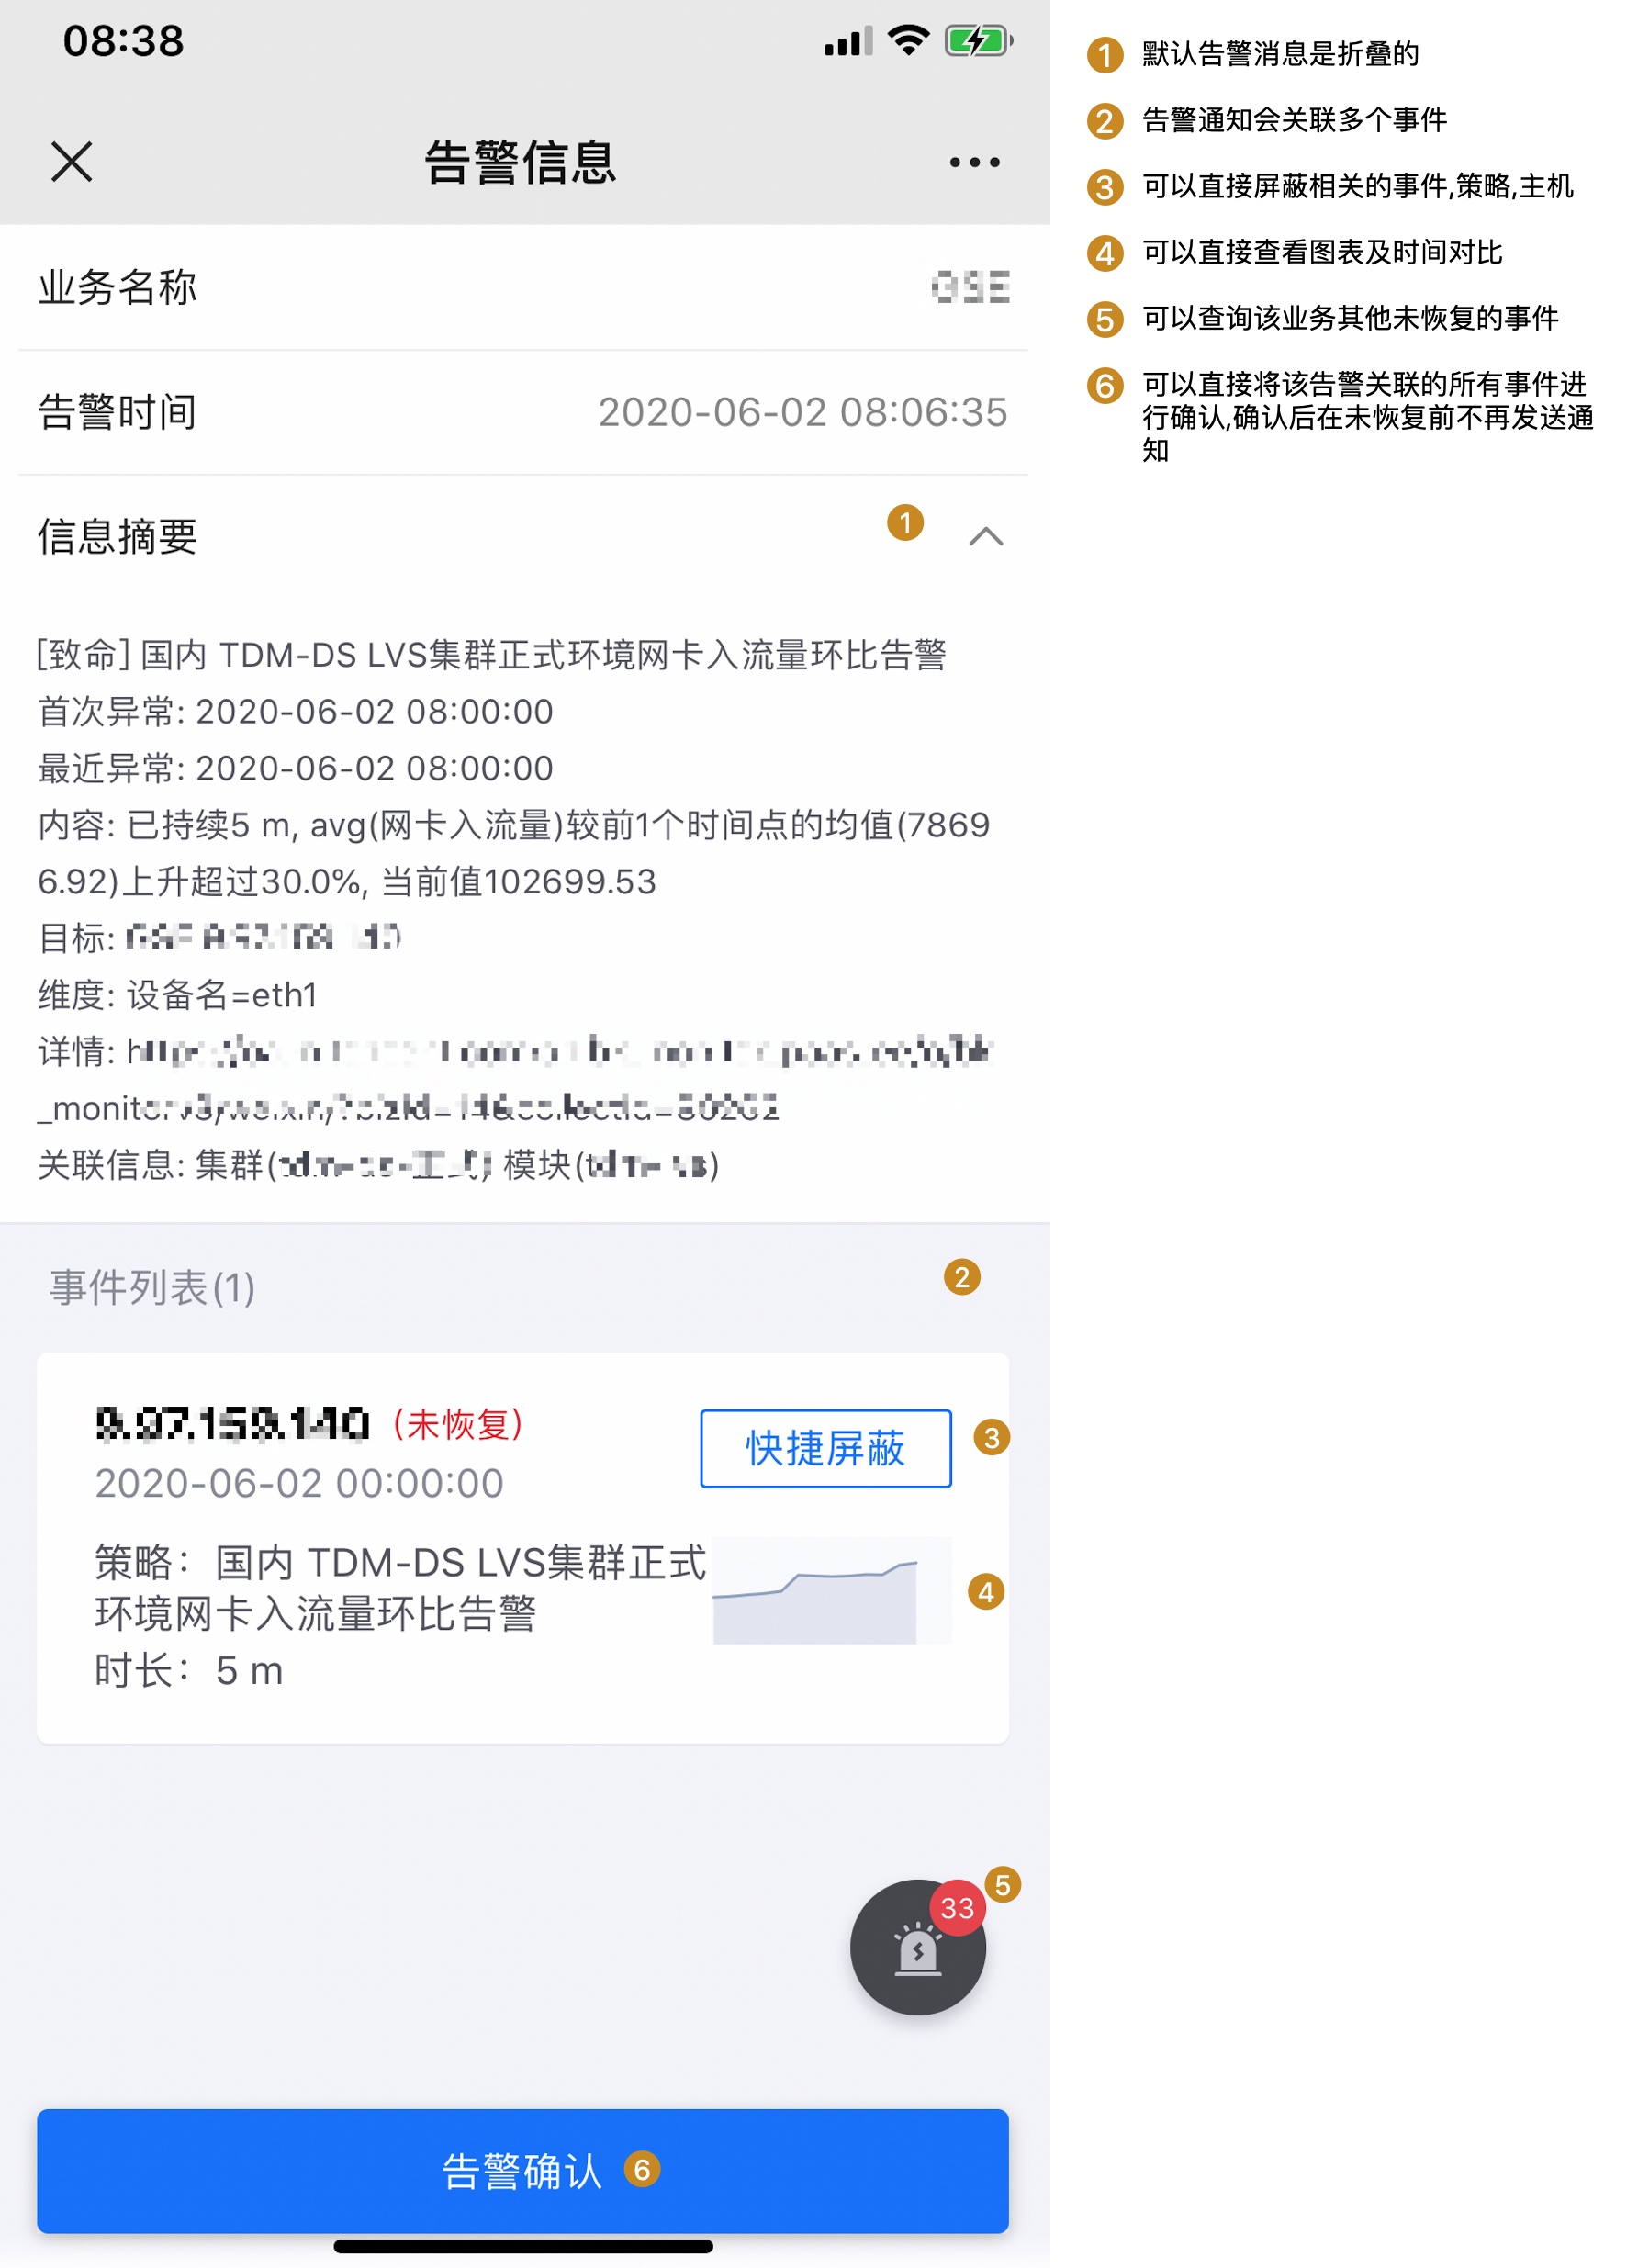 08:38
告警信息
业务名称
告警时间 2020-06-02 08:06:35
信息摘要 1
[致命] 国内 TDM-DS LVS集群正式环境网卡入流量环比告警
首次异常: 2020-06-02 08:00:00
最近异常: 2020-06-02 08:00:00
内容: 已持续5 m, avg(网卡入流量)较前1个时间点的均值(7869
6.92)上升超过30.0%, 当前值102699.53
目标:
维度: 设备名=eth1
详情:
_monit
关联信息: 集群( 模块( )
事件列表(1) 2
(未恢复)
快捷屏蔽 3
2020-06-02 00:00:00
策略: 国内 TDM-DS LVS集群正式
环境网卡入流量环比告警
4
时长: 5 m
33 5
告警确认 6
1 默认告警消息是折叠的
2 告警通知会关联多个事件
3 可以直接屏蔽相关的事件,策略,主机
4 可以直接查看图表及时间对比
5 可以查询该业务其他未恢复的事件
6 可以直接将该告警关联的所有事件进
行确认,确认后在未恢复前不再发送通
知